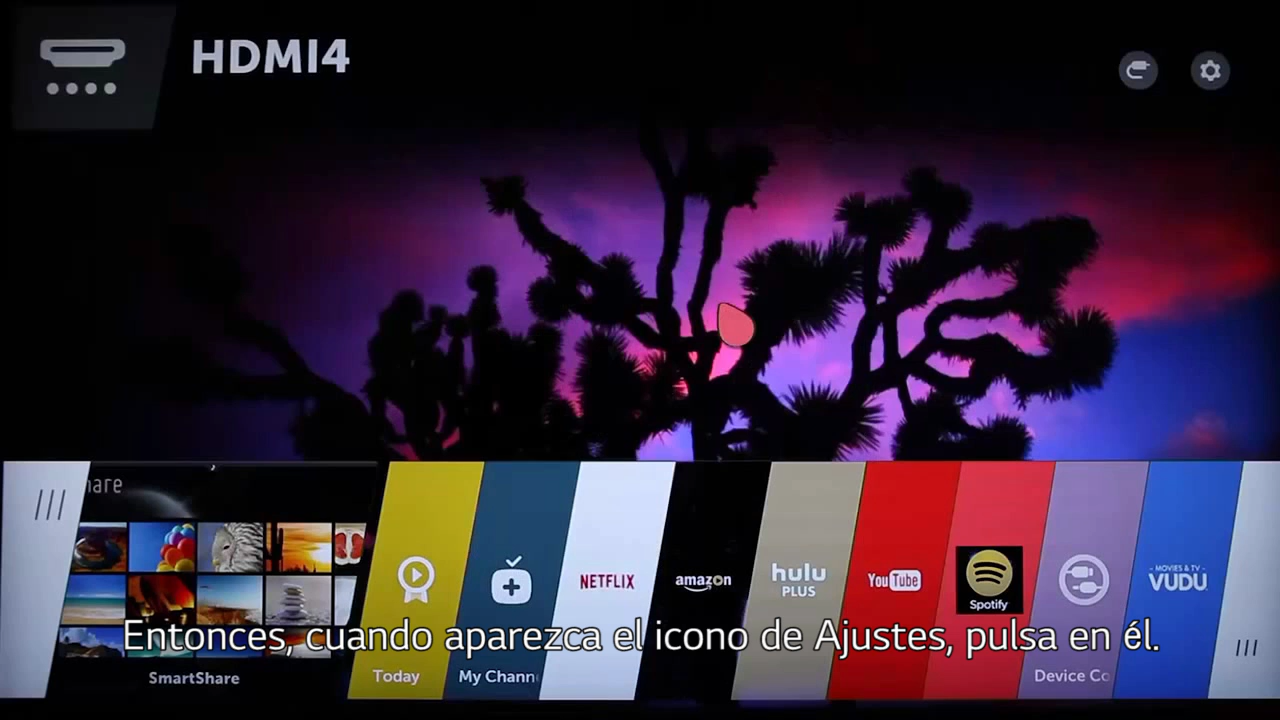 HDMI4
hare
NETFLIX
amazon
hulu
PLUS
YouTube
Spotify
- MOVIES & TV -
VUDU
Entonces, cuando aparezca el icono de Ajustes, pulsa en él.
SmartShare
Today
My Chann
Device Co